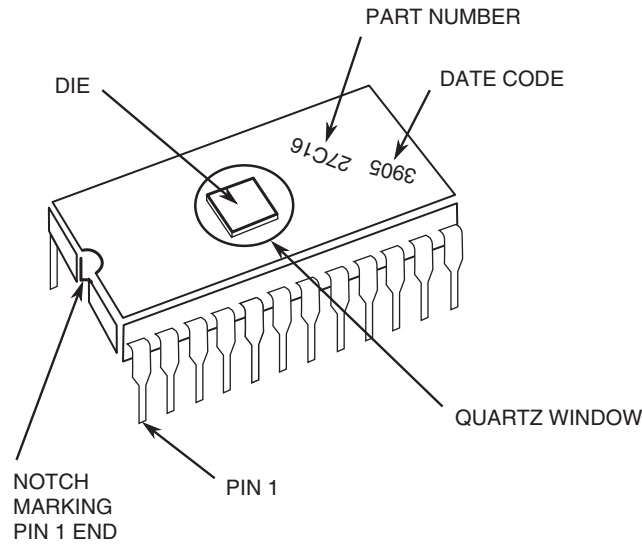 PART NUMBER
DIE
DATE CODE
27C16
3905
QUARTZ WINDOW
PIN 1
NOTCH
MARKING
PIN 1 END